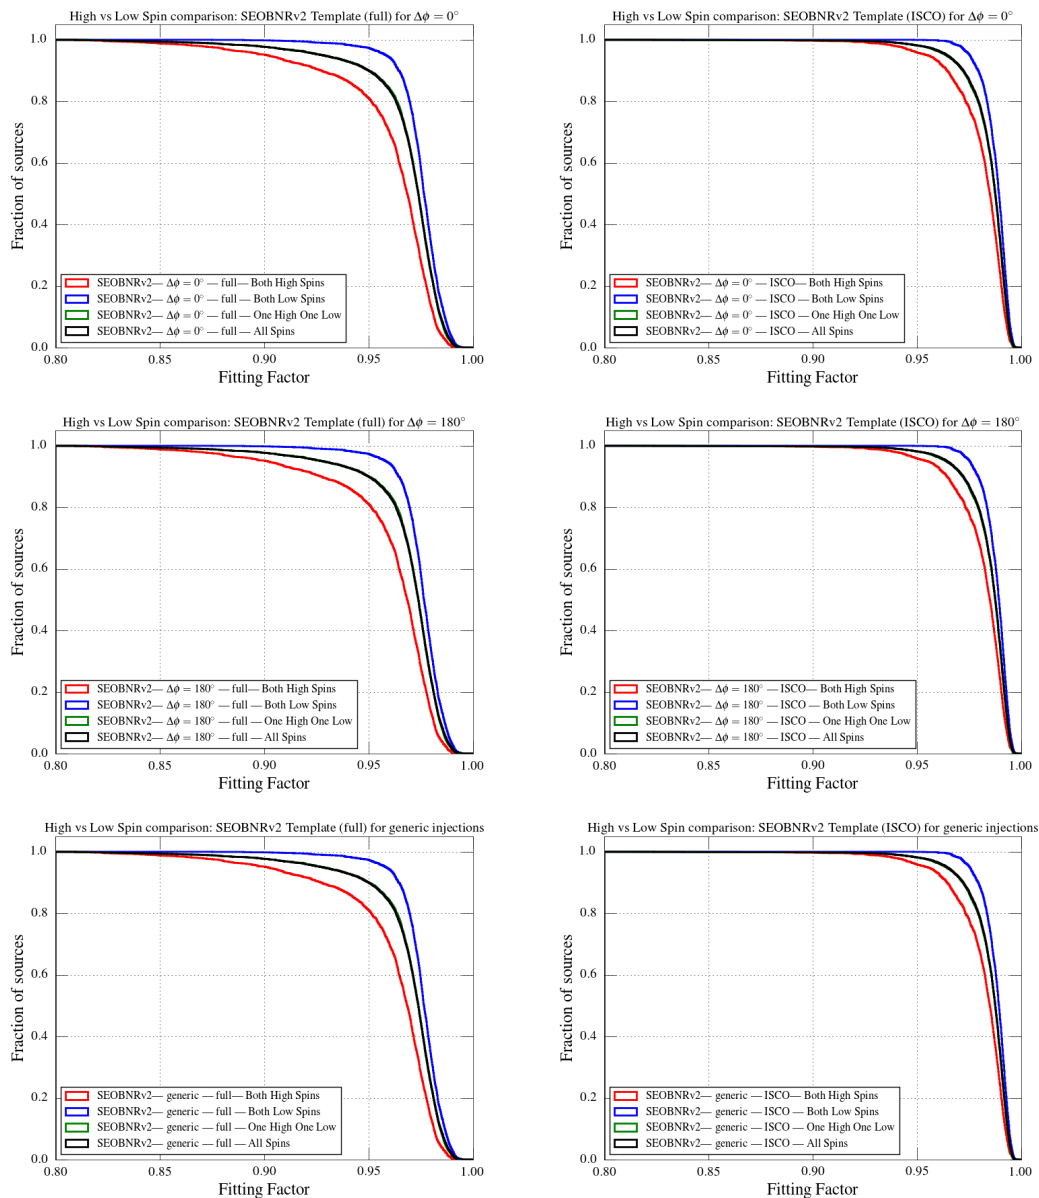 High vs Low Spin comparison: SEOBNRv2 Template (full) for Δϕ = 0°
1.0
0.8
0.6
0.4
0.2
0.0
Fraction of sources
SEOBNRv2— Δϕ = 0° — full— Both High Spins
SEOBNRv2— Δϕ = 0° — full — Both Low Spins
SEOBNRv2— Δϕ = 0° — full — One High One Low
SEOBNRv2— Δϕ = 0° — full — All Spins
0.80 0.85 0.90 0.95 1.00
Fitting Factor
High vs Low Spin comparison: SEOBNRv2 Template (ISCO) for Δϕ = 0°
1.0
0.8
0.6
0.4
0.2
0.0
Fraction of sources
SEOBNRv2— Δϕ = 0° — ISCO— Both High Spins
SEOBNRv2— Δϕ = 0° — ISCO — Both Low Spins
SEOBNRv2— Δϕ = 0° — ISCO — One High One Low
SEOBNRv2— Δϕ = 0° — ISCO — All Spins
0.80 0.85 0.90 0.95 1.00
Fitting Factor
High vs Low Spin comparison: SEOBNRv2 Template (full) for Δϕ = 180°
1.0
0.8
0.6
0.4
0.2
0.0
Fraction of sources
SEOBNRv2— Δϕ = 180° — full— Both High Spins
SEOBNRv2— Δϕ = 180° — full — Both Low Spins
SEOBNRv2— Δϕ = 180° — full — One High One Low
SEOBNRv2— Δϕ = 180° — full — All Spins
0.80 0.85 0.90 0.95 1.00
Fitting Factor
High vs Low Spin comparison: SEOBNRv2 Template (ISCO) for Δϕ = 180°
1.0
0.8
0.6
0.4
0.2
0.0
Fraction of sources
SEOBNRv2— Δϕ = 180° — ISCO— Both High Spins
SEOBNRv2— Δϕ = 180° — ISCO — Both Low Spins
SEOBNRv2— Δϕ = 180° — ISCO — One High One Low
SEOBNRv2— Δϕ = 180° — ISCO — All Spins
0.80 0.85 0.90 0.95 1.00
Fitting Factor
High vs Low Spin comparison: SEOBNRv2 Template (full) for generic injections
1.0
0.8
0.6
0.4
0.2
0.0
Fraction of sources
SEOBNRv2— generic — full— Both High Spins
SEOBNRv2— generic — full — Both Low Spins
SEOBNRv2— generic — full — One High One Low
SEOBNRv2— generic — full — All Spins
0.80 0.85 0.90 0.95 1.00
Fitting Factor
High vs Low Spin comparison: SEOBNRv2 Template (ISCO) for generic injections
1.0
0.8
0.6
0.4
0.2
0.0
Fraction of sources
SEOBNRv2— generic — ISCO— Both High Spins
SEOBNRv2— generic — ISCO — Both Low Spins
SEOBNRv2— generic — ISCO — One High One Low
SEOBNRv2— generic — ISCO — All Spins
0.80 0.85 0.90 0.95 1.00
Fitting Factor